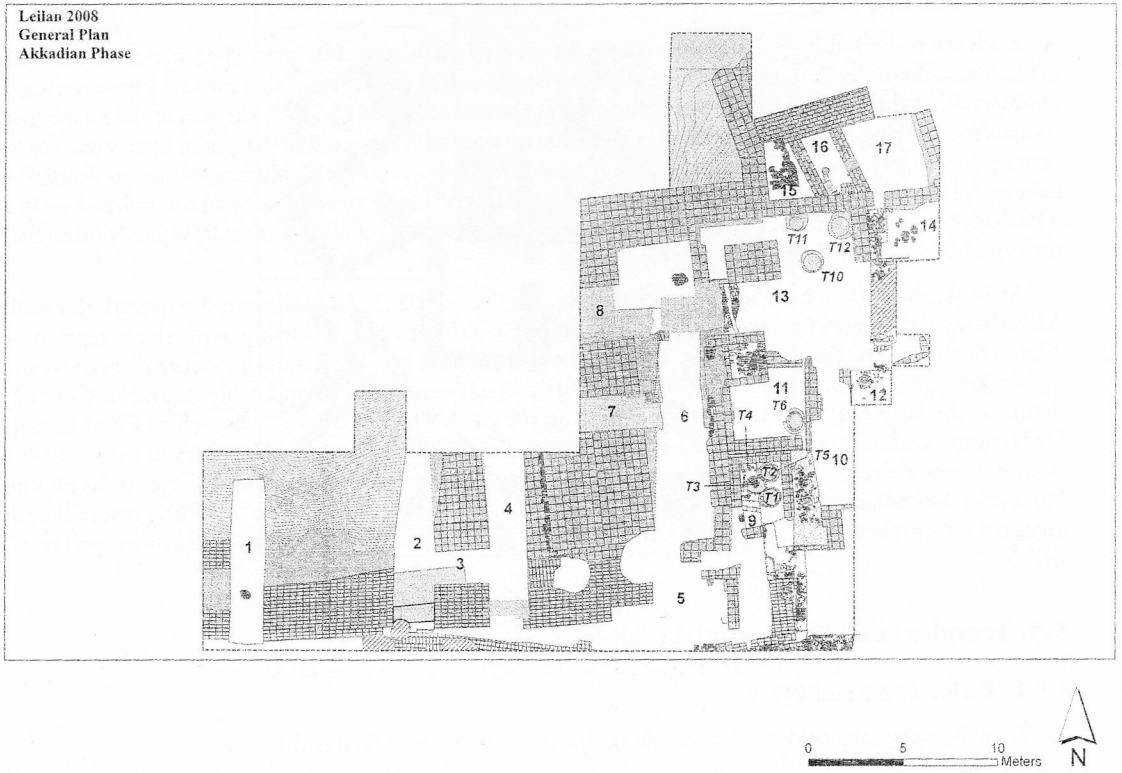 Leilan 2008
General Plan
Akkadian Phase
16
17
15
T11
T12
14
T10
13
8
11
12
7
6
T6
T4
T5
10
T2
T3
T1
9
4
1
2
3
5
0 5 10
Meters
N